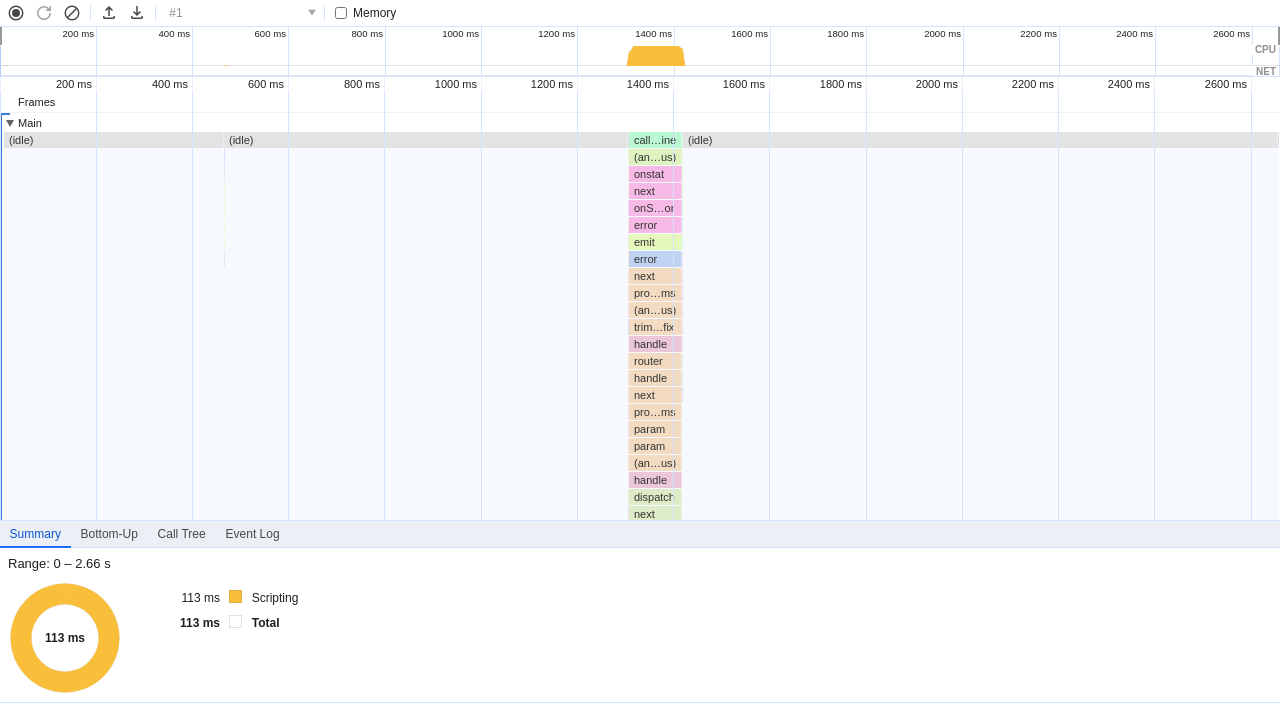 #1 Memory
200 ms 400 ms 600 ms 800 ms 1000 ms 1200 ms 1400 ms 1600 ms 1800 ms 2000 ms 2200 ms 2400 ms 2600 ms
CPU
NET
200 ms 400 ms 600 ms 800 ms 1000 ms 1200 ms 1400 ms 1600 ms 1800 ms 2000 ms 2200 ms 2400 ms 2600 ms
Frames
Main
(idle) (idle) call…ine (idle)
(an…us)
onstat
next
onS…or
error
emit
error
next
pro…ms
(an…us)
trim…fix
handle
router
handle
next
pro…ms
param
param
(an…us)
handle
dispatch
next
Summary Bottom-Up Call Tree Event Log
Range: 0 – 2.66 s
113 ms
113 ms Scripting
113 ms Total